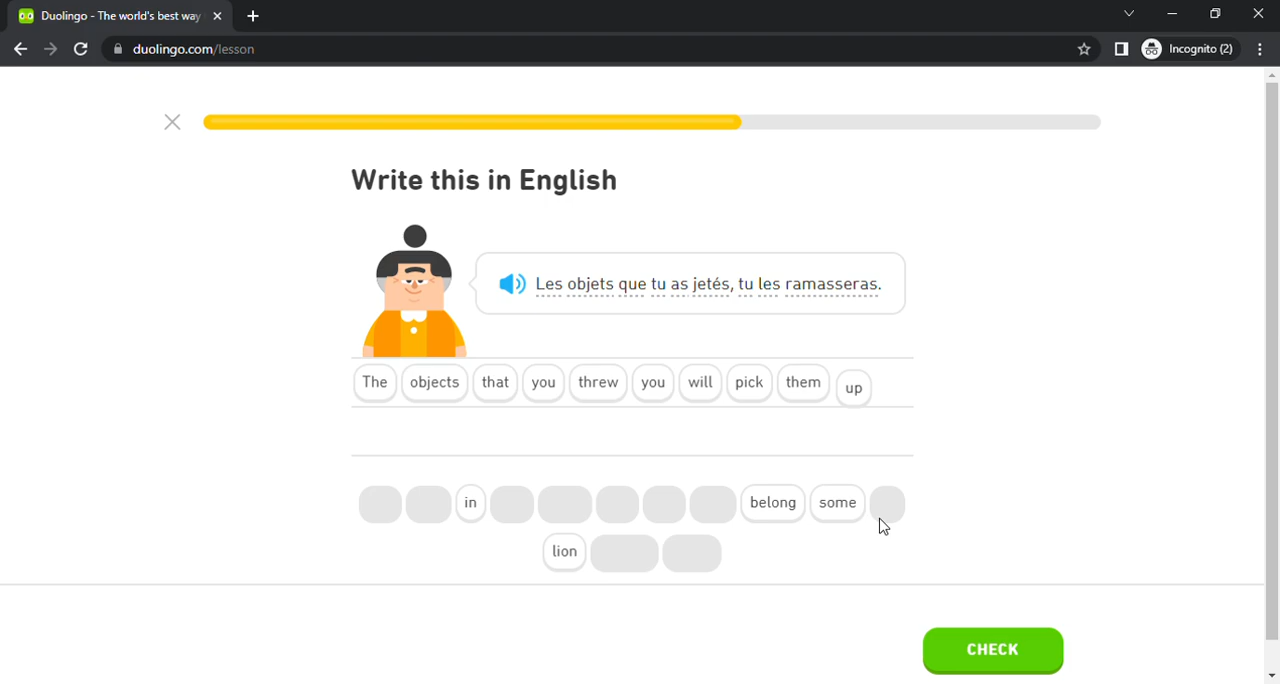 Duolingo - The world's best way
duolingo.com/lesson
Incognito (2)
Write this in English
Les objets que tu as jetés, tu les ramasseras.
The objects that you threw you will pick them up
in belong some
lion
CHECK